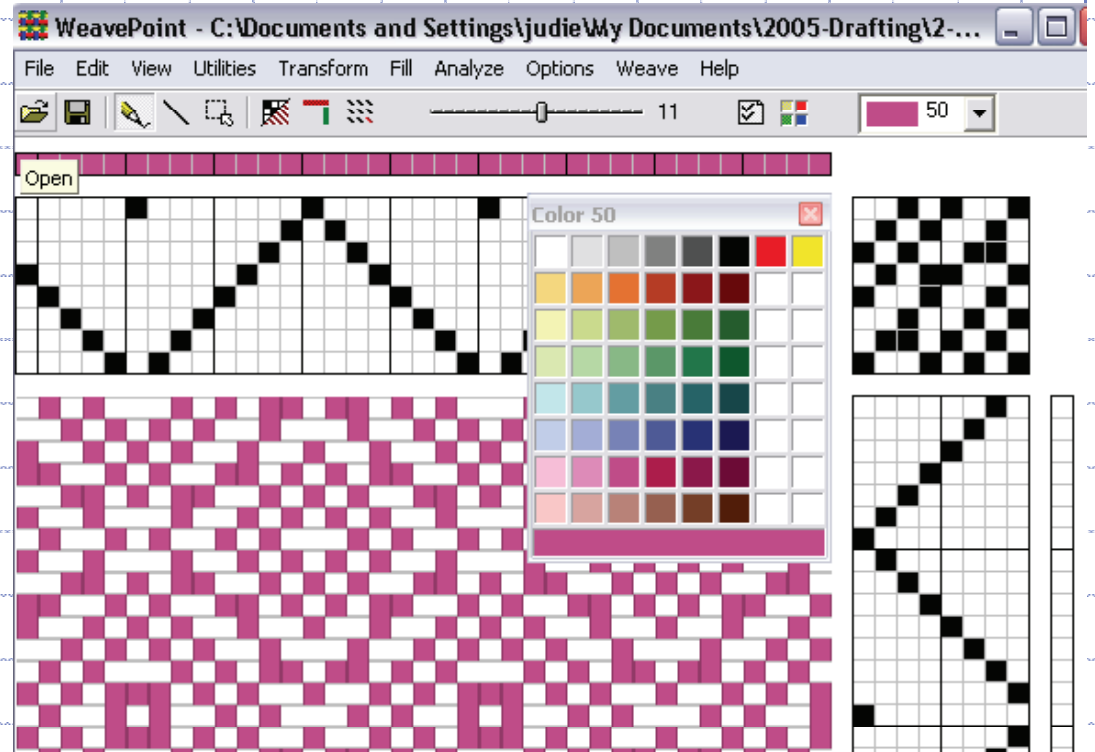 WeavePoint - C:\Documents and Settings\judie\My Documents\2005-Drafting\2-...
File Edit View Utilities Transform Fill Analyze Options Weave Help
11 50
Open
Color 50